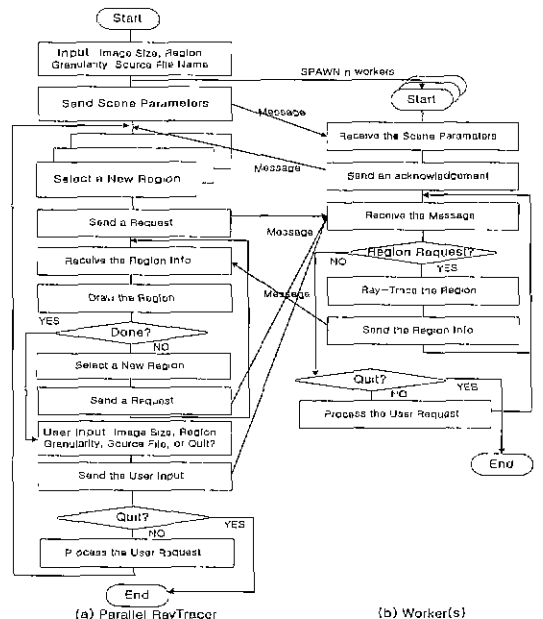 Start
Input Image Size, Region
Granularity, Source File Name
SPAWN n workers
Start
Send Scene Parameters
Message
Receive the Scene Parameters
Message
Send an acknowledgement
Select a New Region
Send a Request
Message
Receive the Message
Receive the Region Info
NO
Region Request?
YES
Draw the Region
Message
Ray-Trace the Region
YES
Done?
NO
Send the Region Info
Select a New Region
Quit?
YES
NO
Send a Request
Process the User Request
User Input Image Size, Region
Granularity, Source File, or Quit?
End
Send the User Input
Quit?
YES
NO
Process the User Request
End
(a) Parallel RayTracer
(b) Worker(s)